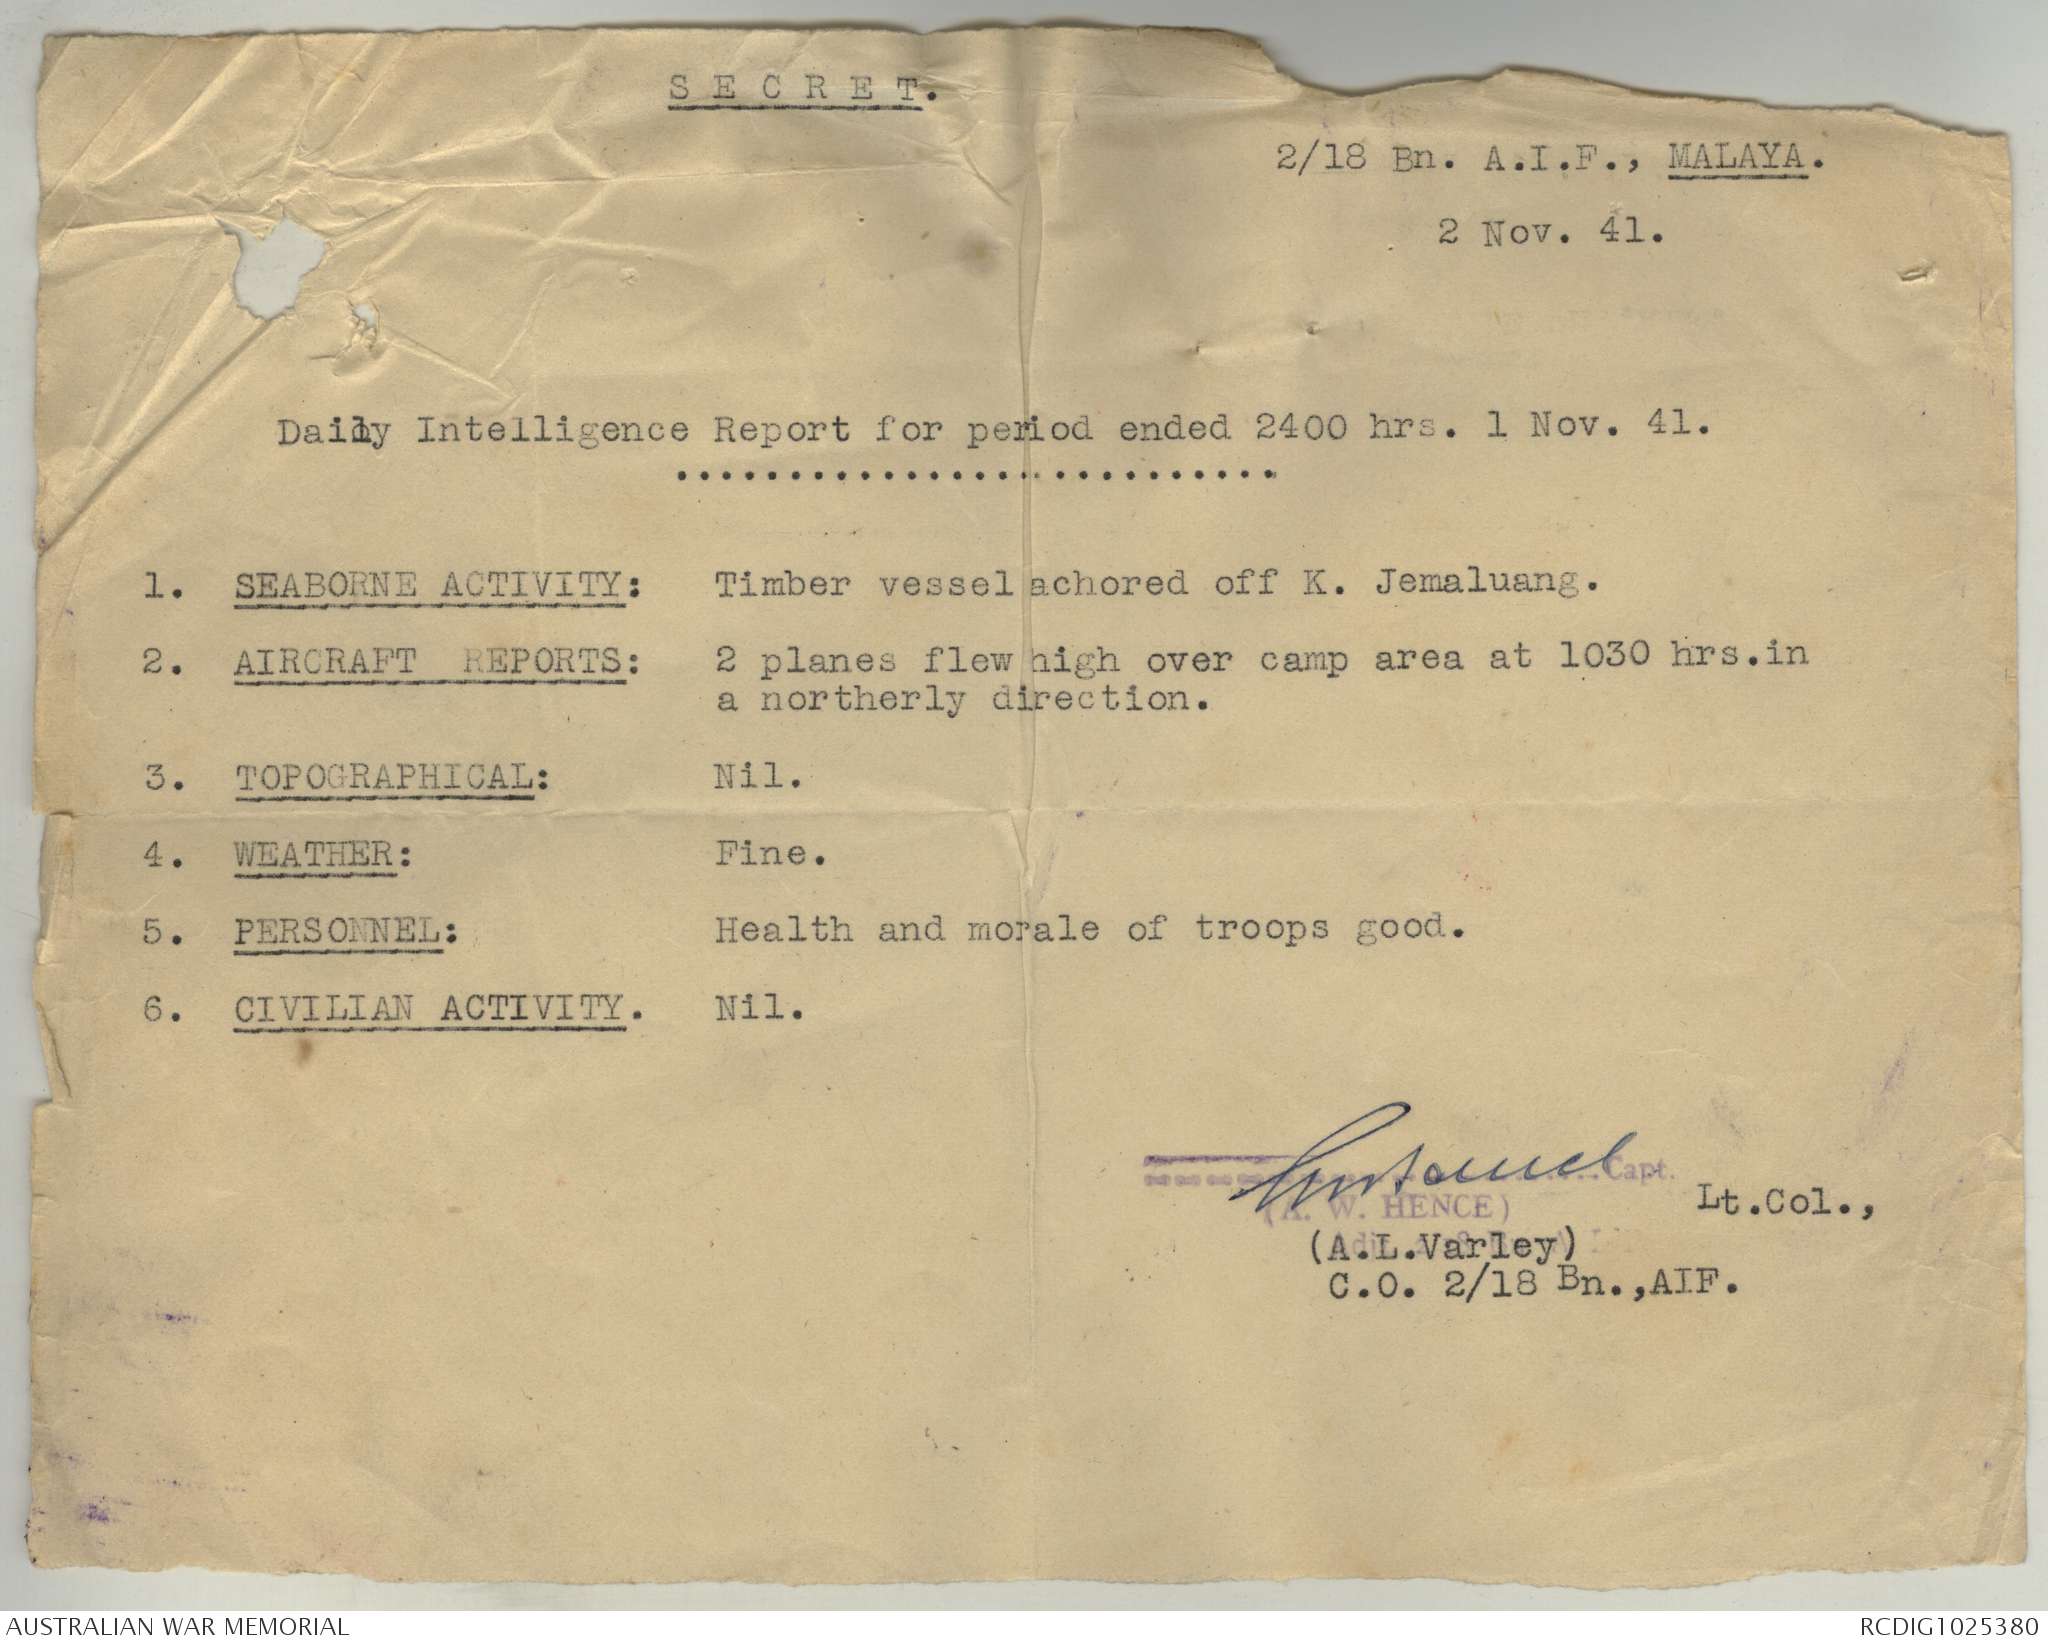 SECRET.
2/18 Bn. A.I.F., MALAYA.
2 Nov. 41.
Daily Intelligence Report for period ended 2400 hrs. 1 Nov. 41.
...........................
1. SEABORNE ACTIVITY: Timber vessel achored off K. Jemaluang.
2. AIRCRAFT REPORTS: 2 planes flew high over camp area at 1030 hrs.in
a northerly direction.
3. TOPOGRAPHICAL: Nil.
4. WEATHER: Fine.
5. PERSONNEL: Health and morale of troops good.
6. CIVILIAN ACTIVITY. Nil.
Capt.
(A. W. HENCE)
Lt.Col.,
(A.L.Varley)
C.O. 2/18 Bn.,AIF.
AUSTRALIAN WAR MEMORIAL
RCDIG1025380